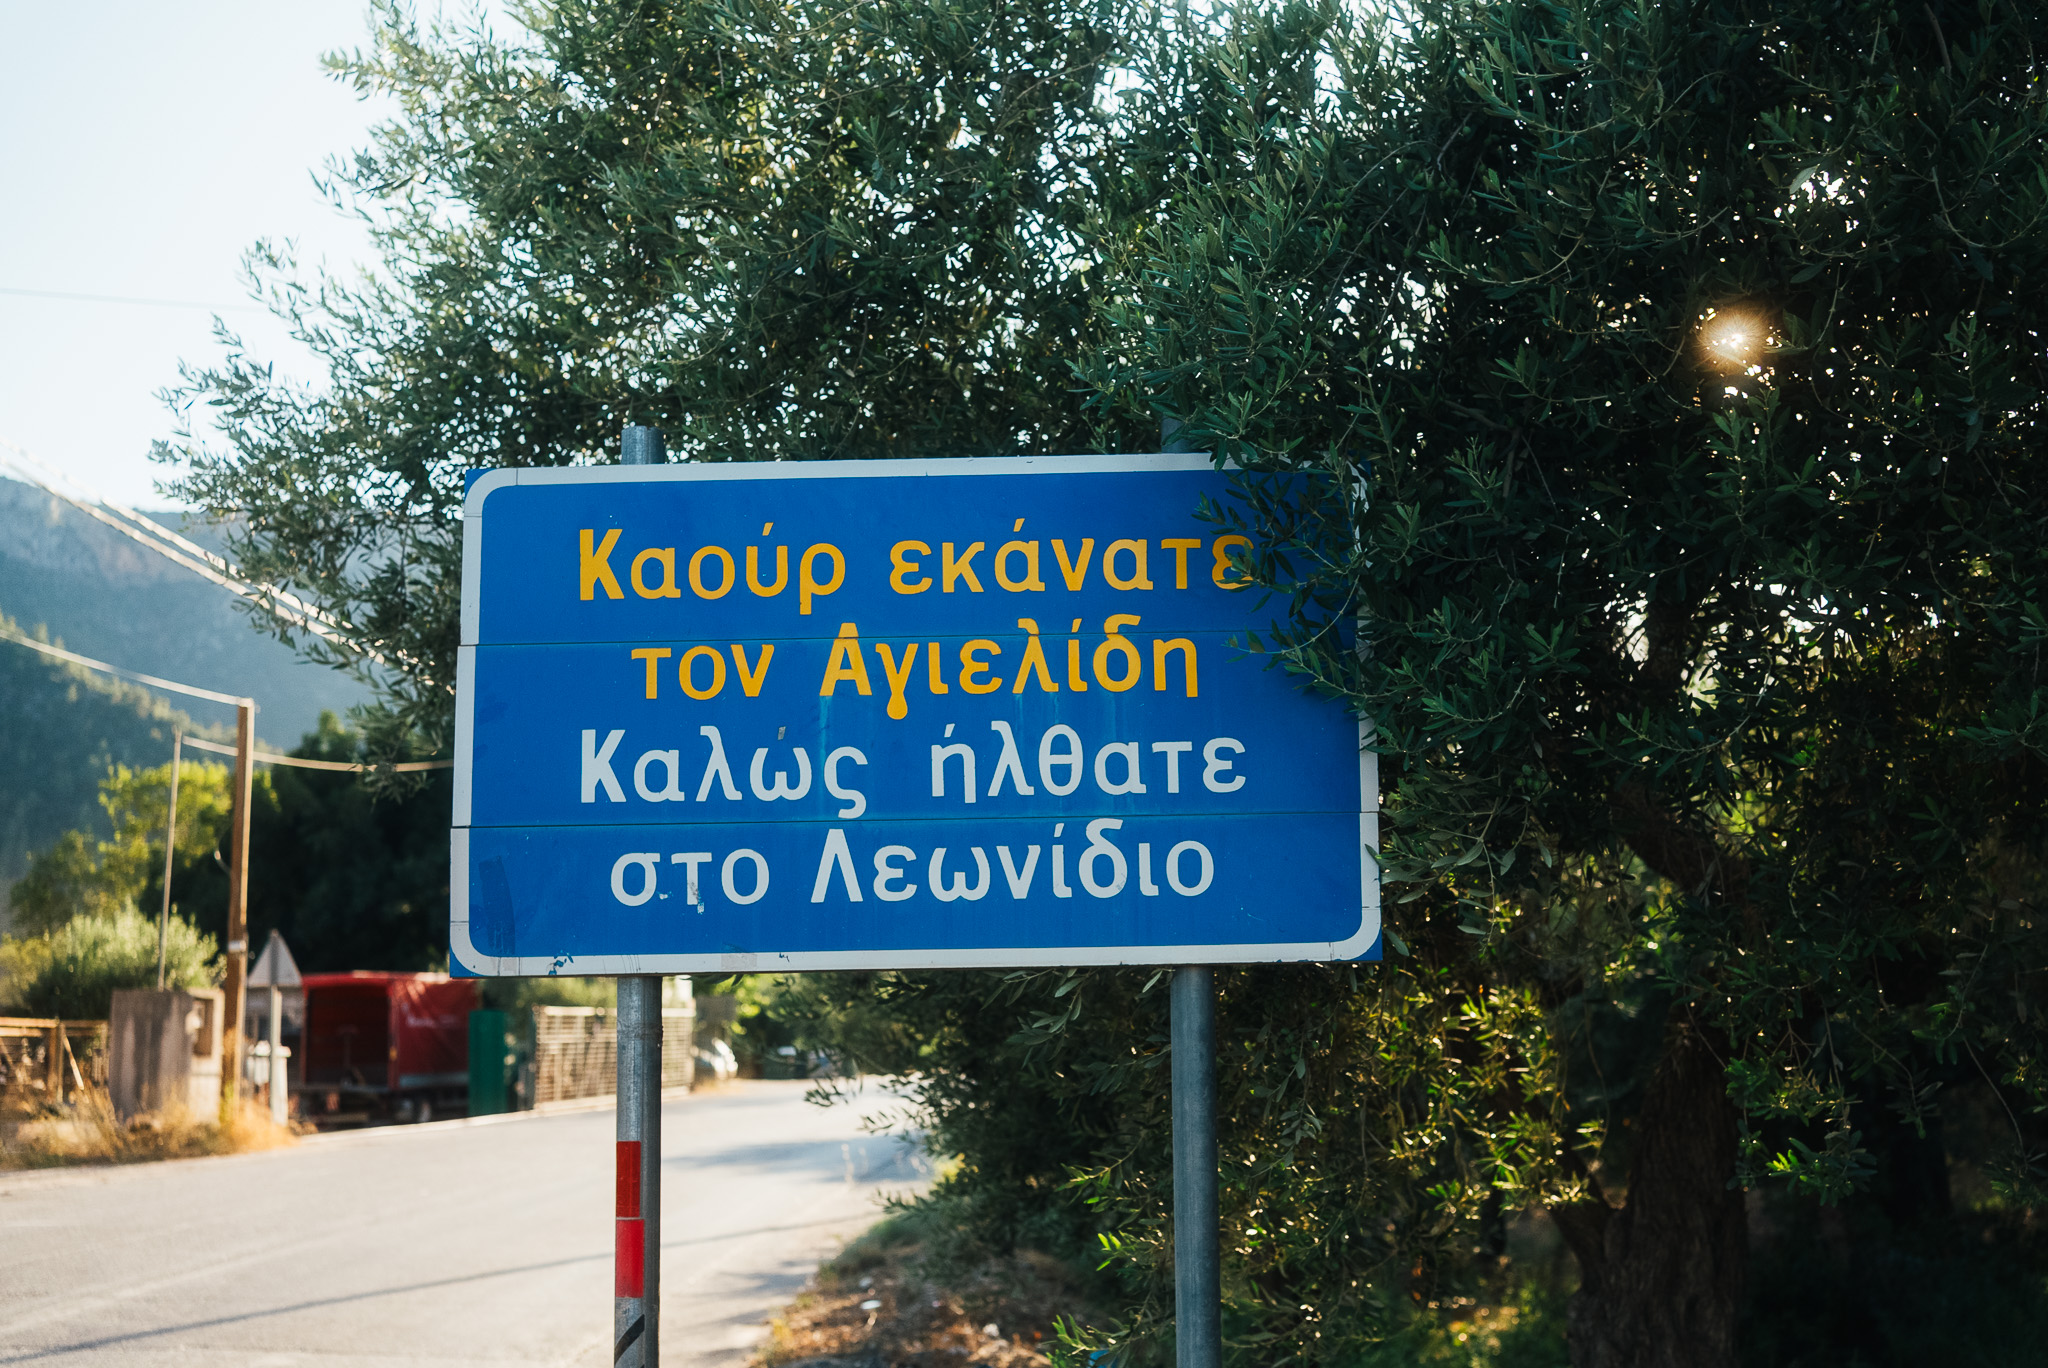 Καούρ εκάνατε
τον Αγιελίδη
Καλώς ήλθατε
στο Λεωνίδιο